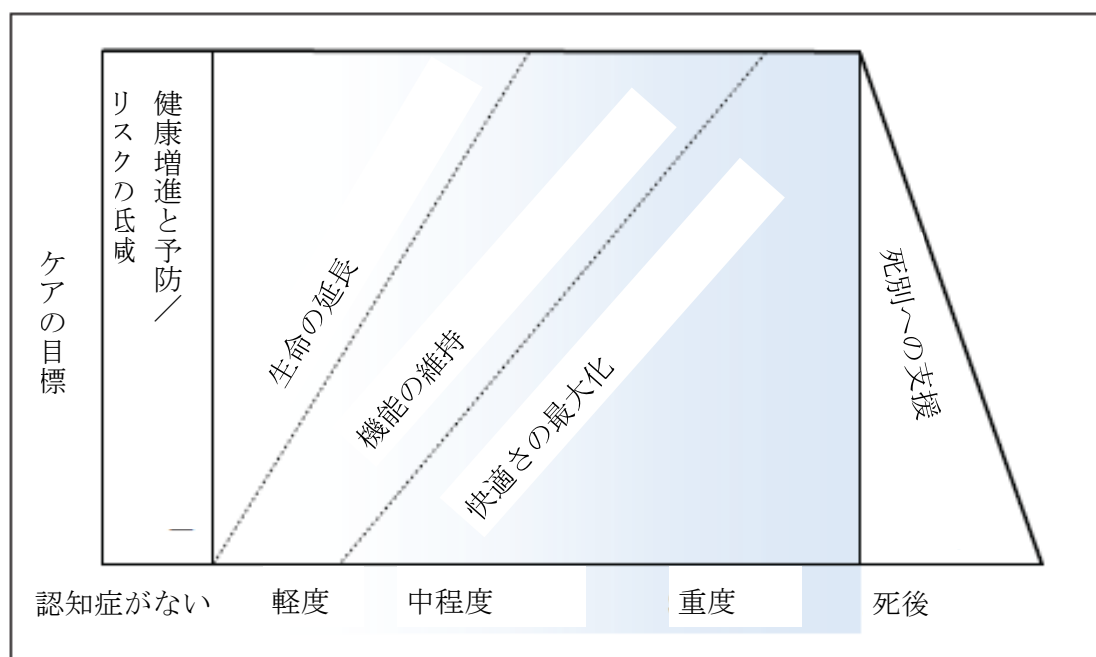 ケアの目標
健康増進と予防／
リスクの低減
生命の延長
機能の維持
快適さの最大化
死別への支援
認知症がない
軽度
中程度
重度
死後